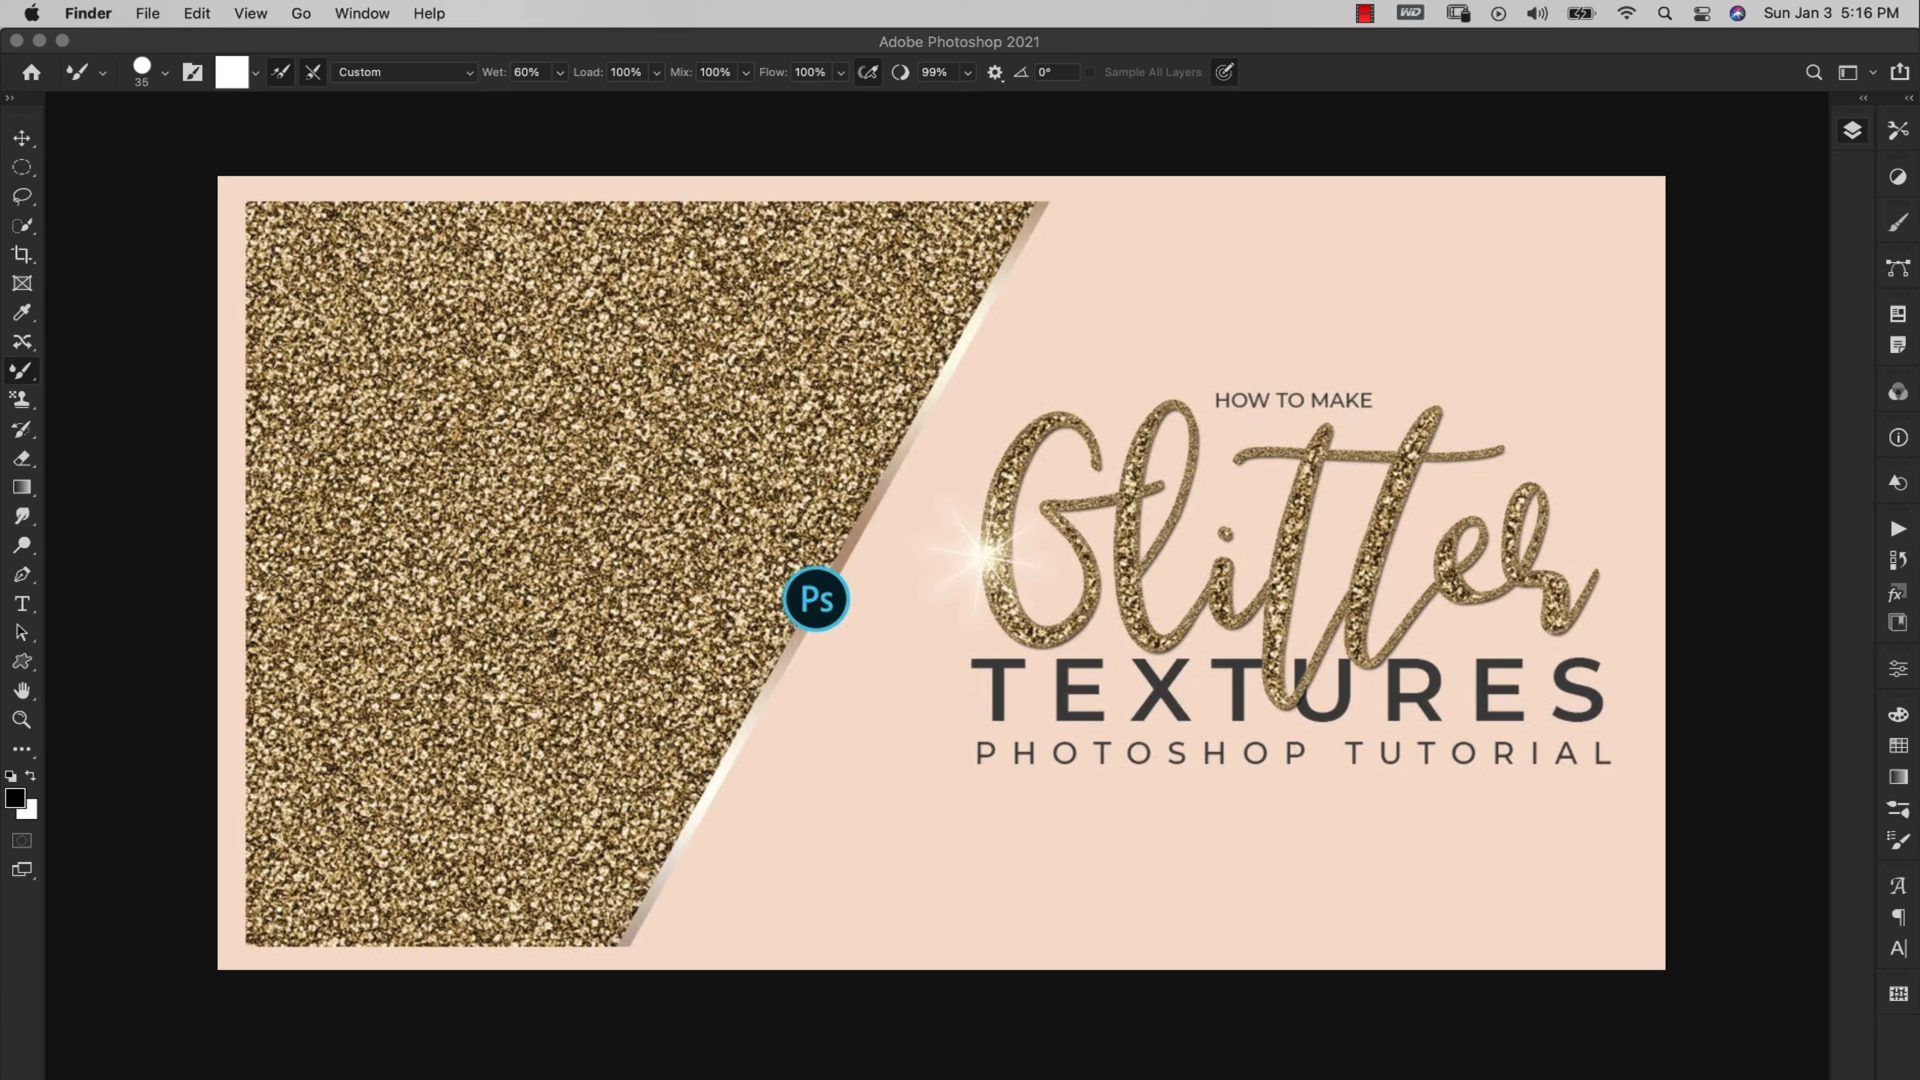 Finder File Edit View Go Window Help
WD
Sun Jan 3 5:16 PM
Adobe Photoshop 2021
35
Custom
Wet: 60%
Load: 100%
Mix: 100%
Flow: 100%
99%
0°
Sample All Layers
HOW TO MAKE
Glitter
TEXTURES
PHOTOSHOP TUTORIAL
Ps
T
fx
A
A